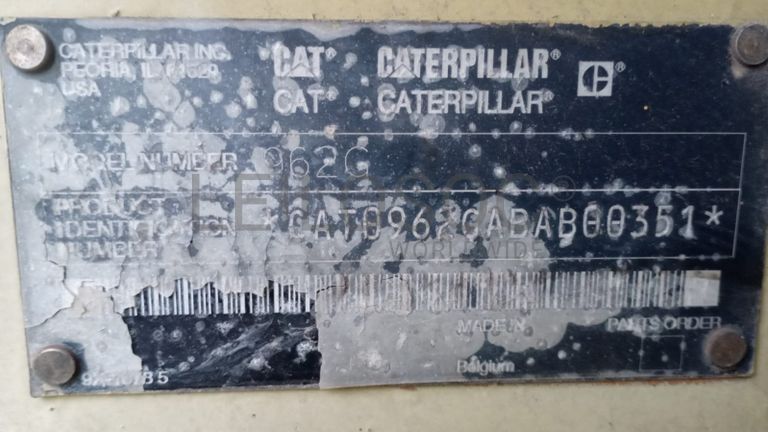 CATERPILLAR INC.
PEORIA, IL 61629
USA
CAT® CATERPILLAR® ®
CAT® CATERPILLAR®
MODEL NUMBER 962G
PRODUCT
IDENTIFICATION
NUMBER
*CAT0962GABAB00351*
WORLDWIDE
MADE IN
Belgium
PARTS ORDER